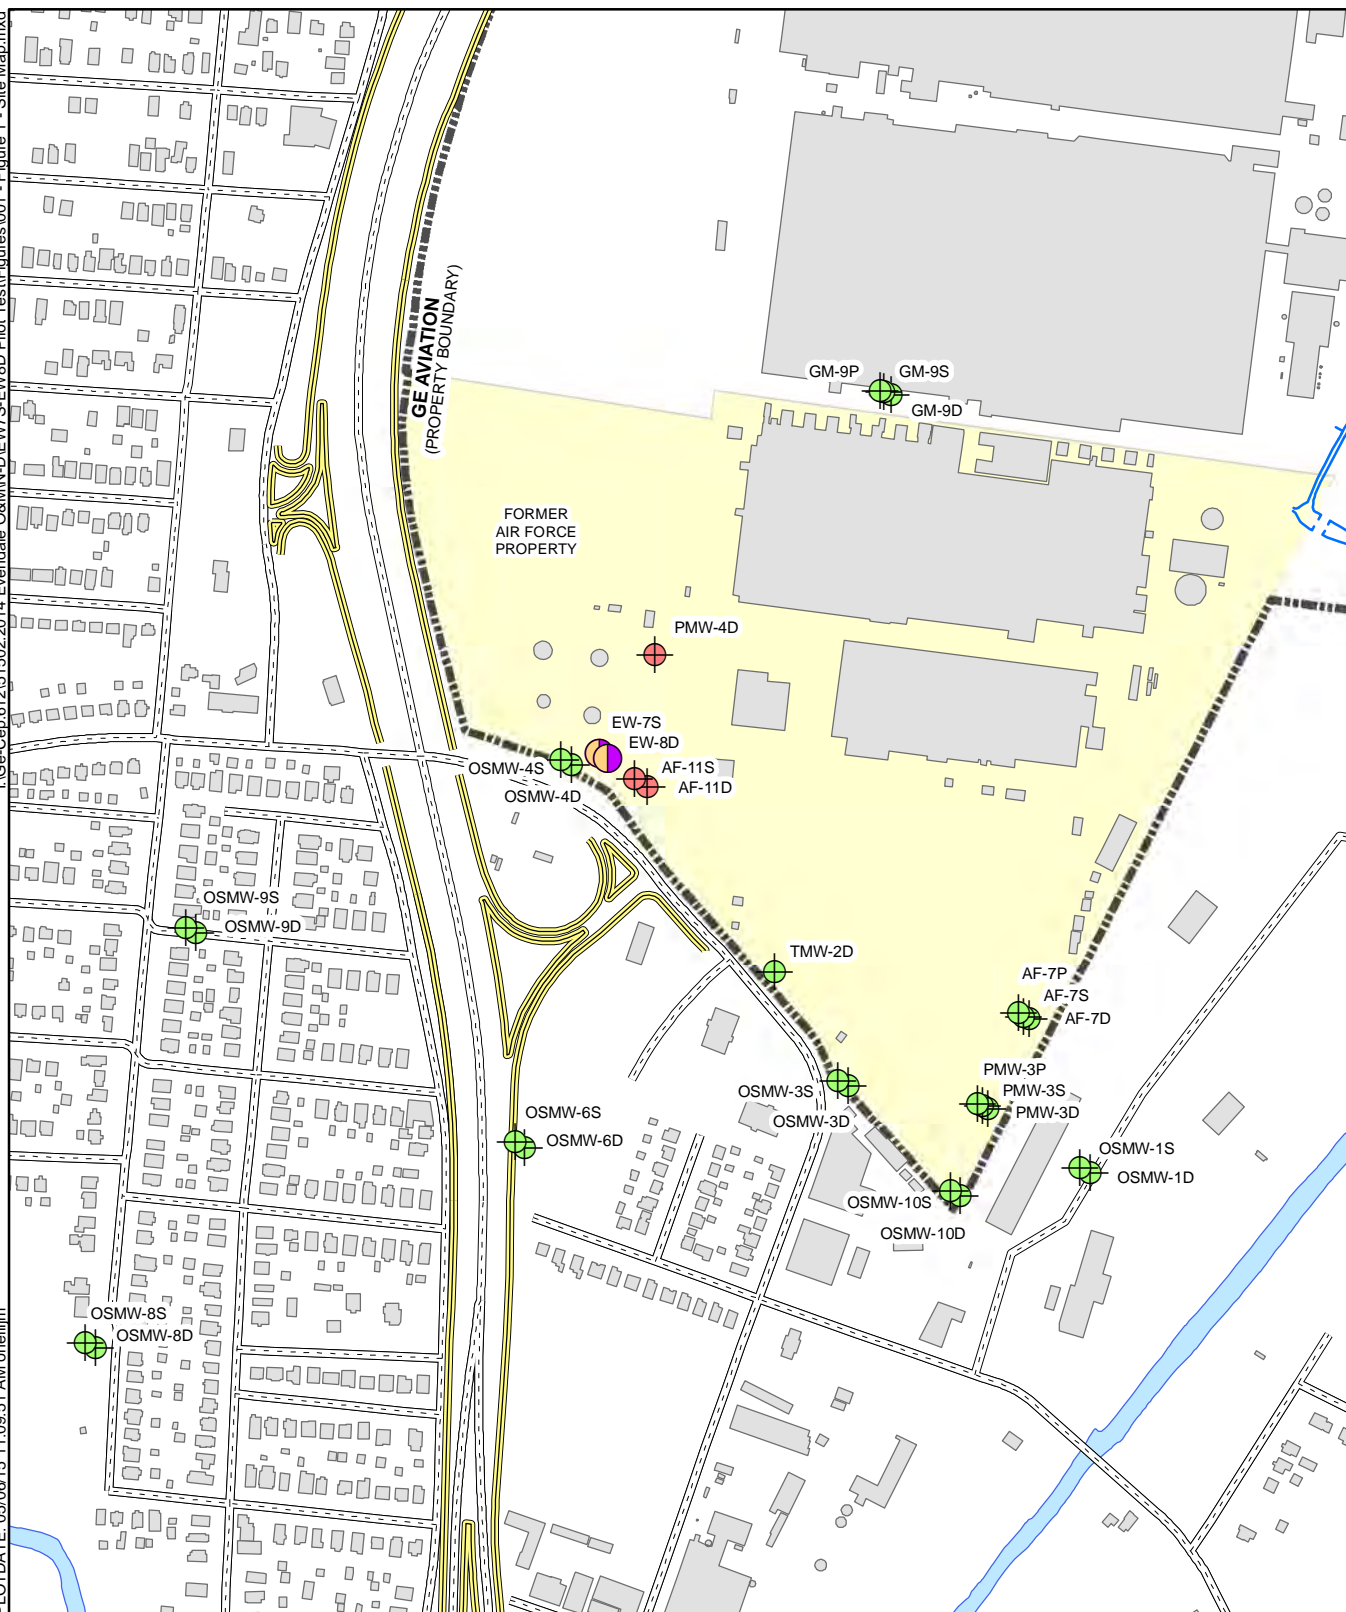 GE AVIATION
(PROPERTY BOUNDARY)
GM-9P
GM-9S
GM-9D
FORMER
AIR FORCE
PROPERTY
PMW-4D
EW-7S
EW-8D
OSMW-4S
AF-11S
OSMW-4D
AF-11D
OSMW-9S
OSMW-9D
TMW-2D
AF-7P
AF-7S
AF-7D
PMW-3P
OSMW-3S
PMW-3S
PMW-3D
OSMW-3D
OSMW-6S
OSMW-6D
OSMW-1S
OSMW-1D
OSMW-10S
OSMW-10D
OSMW-8S
OSMW-8D